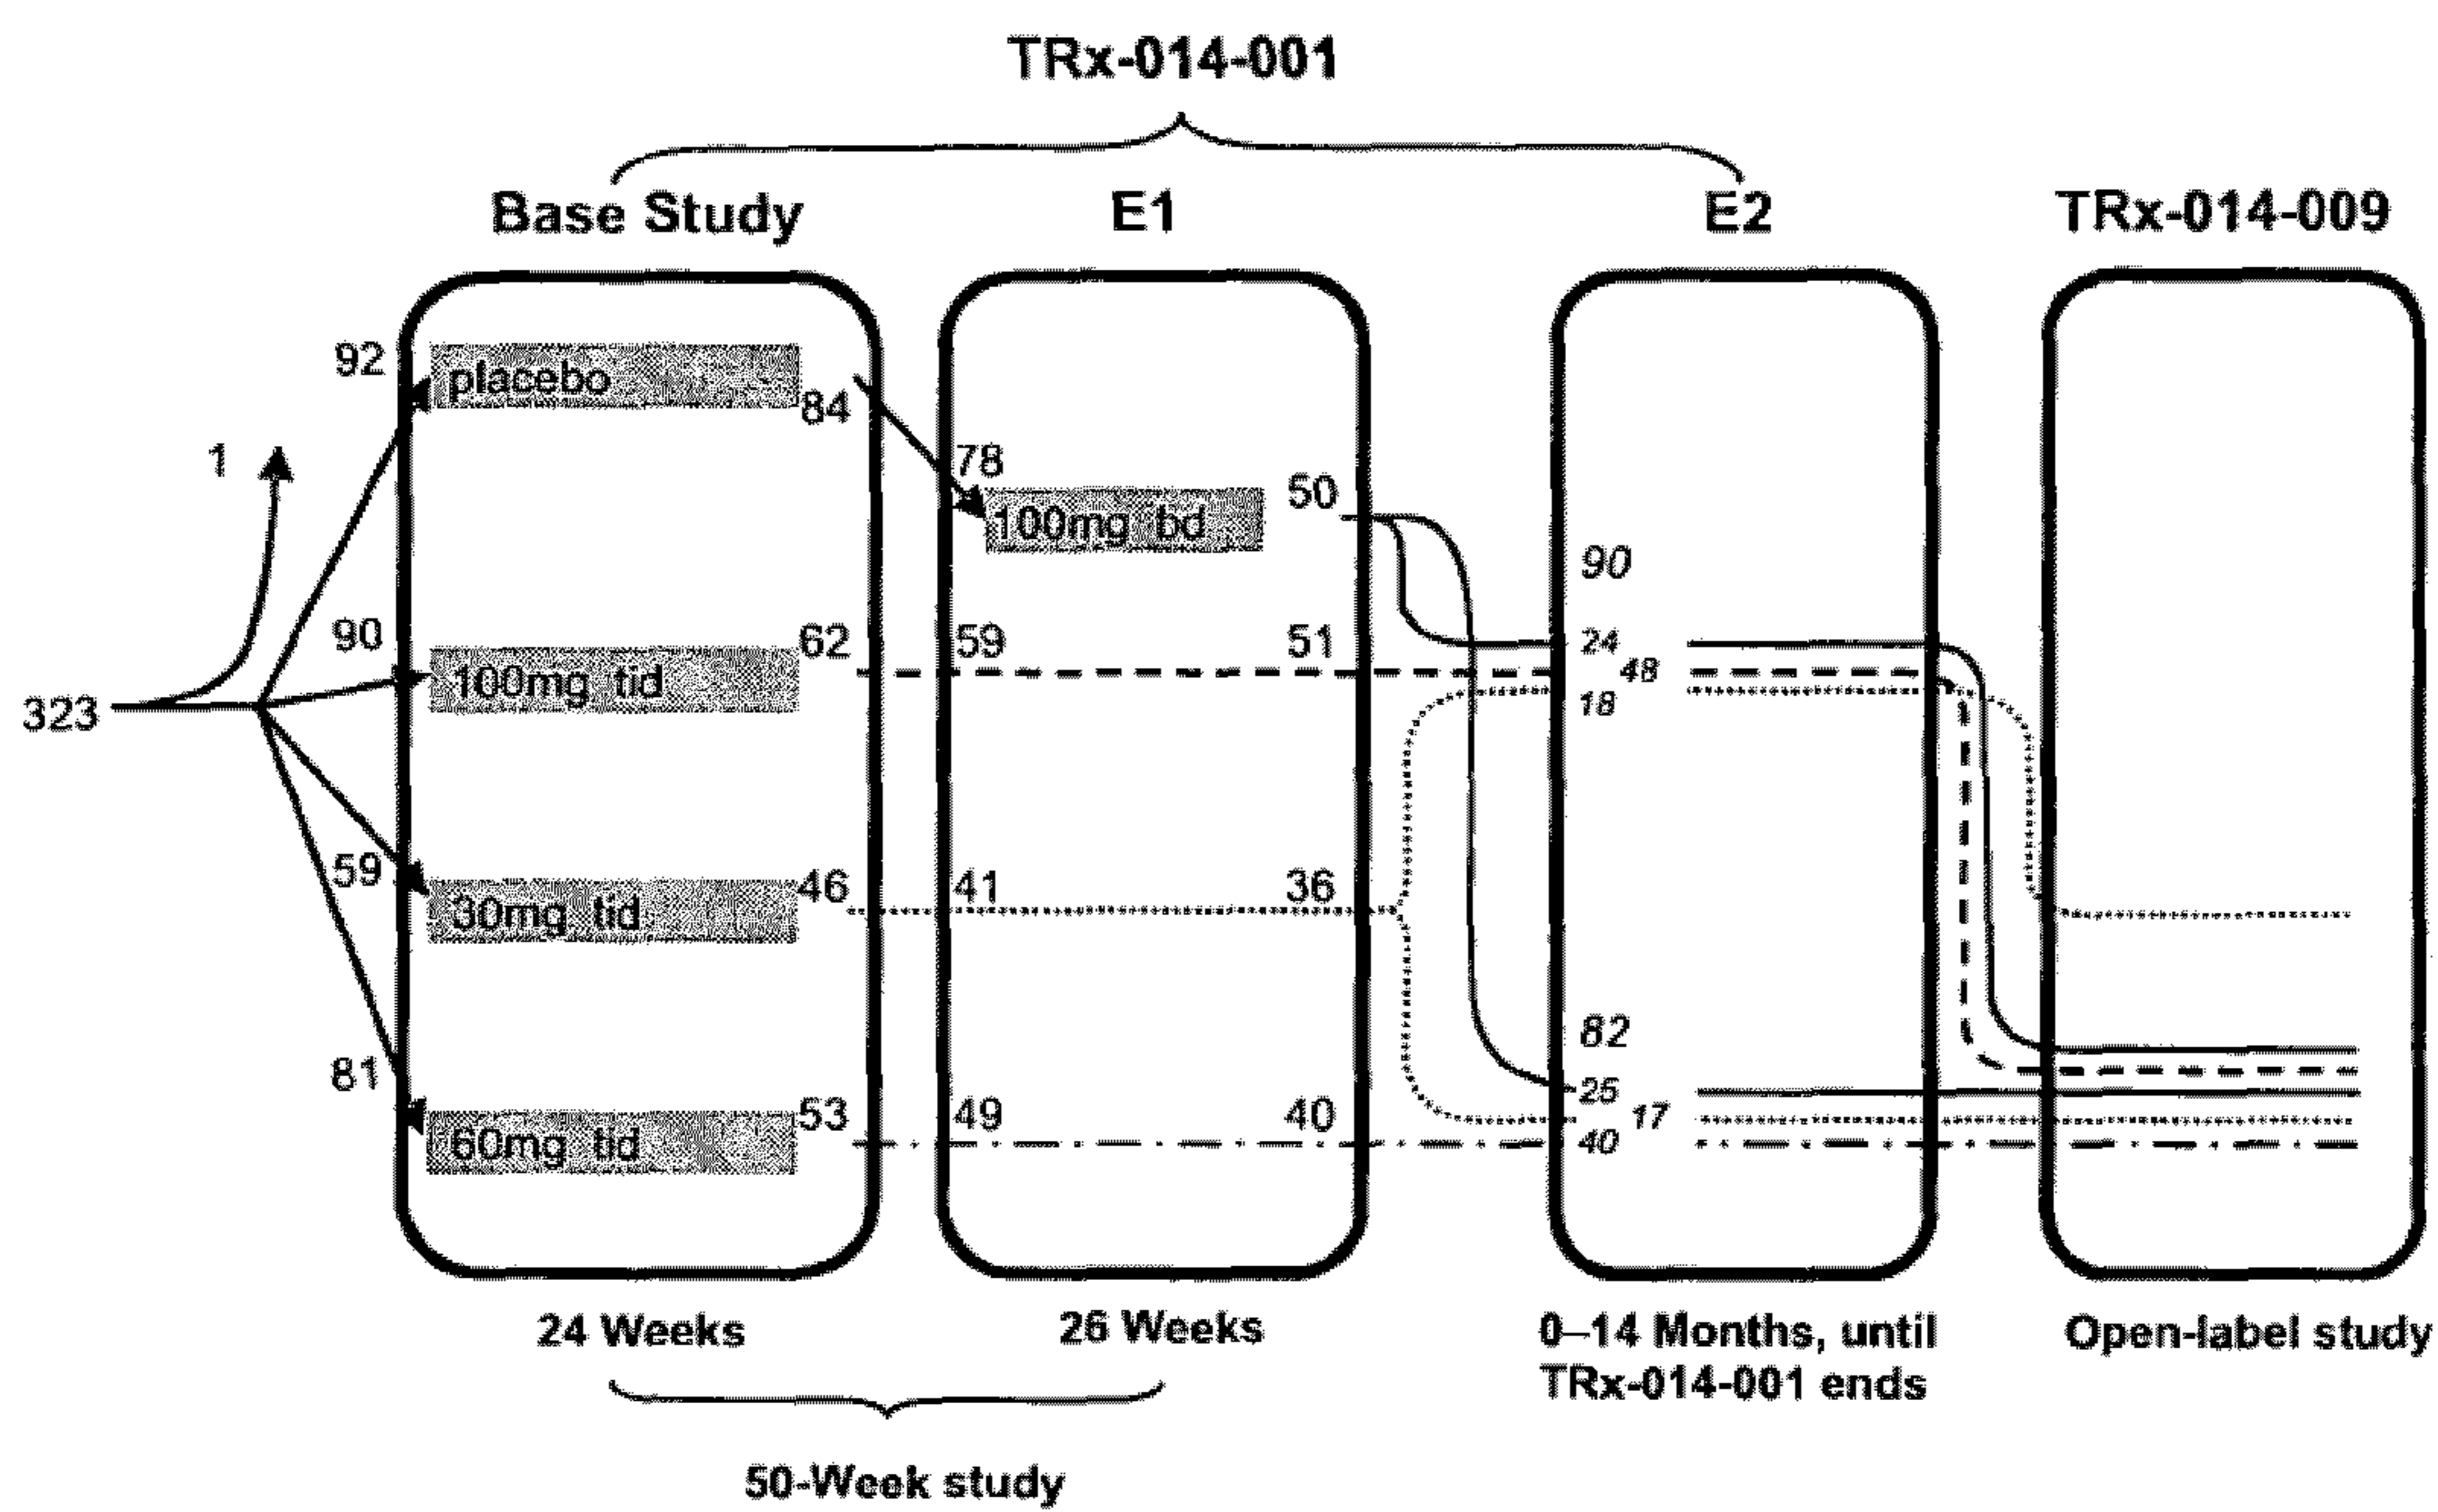 TRx-014-001
Base Study
E1
E2
TRx-014-009
92
placebo
84
1
78
100mg bd
50
90
90
100mg tid
62
59
51
24
48
18
323
59
30mg tid
46
41
36
82
81
60mg tid
53
49
40
25
17
40
24 Weeks
26 Weeks
0–14 Months, until
TRx-014-001 ends
Open-label study
50-Week study